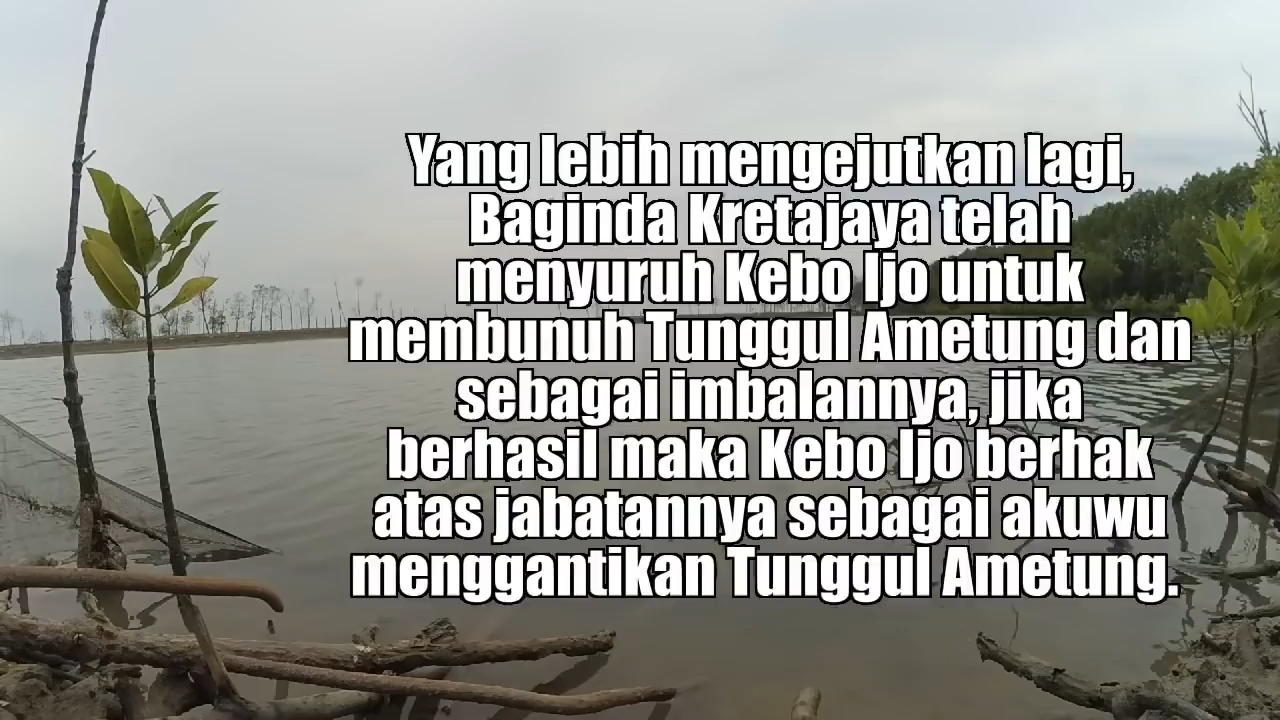 Yang lebih mengejutkan lagi,
Baginda Kretajaya telah
menyuruh Kebo Ijo untuk
membunuh Tunggul Ametung dan
sebagai imbalannya, jika
berhasil maka Kebo Ijo berhak
atas jabatannya sebagai akuwu
menggantikan Tunggul Ametung.